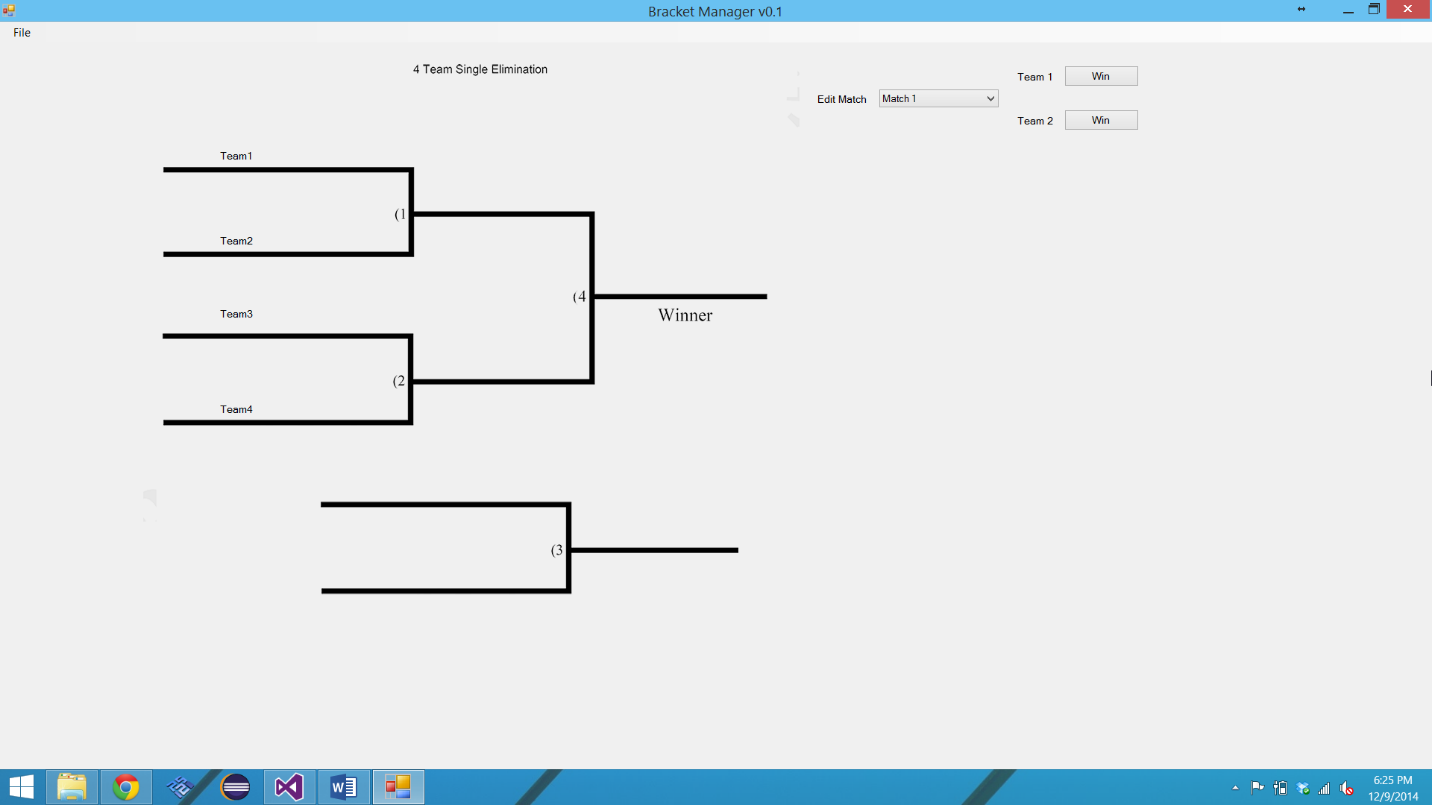 Bracket Manager v0.1
File
4 Team Single Elimination
Team 1 Win
Edit Match Match 1
Team 2 Win
Team1
(1
Team2
(4
Winner
Team3
(2
Team4
(3
6:25 PM
12/9/2014